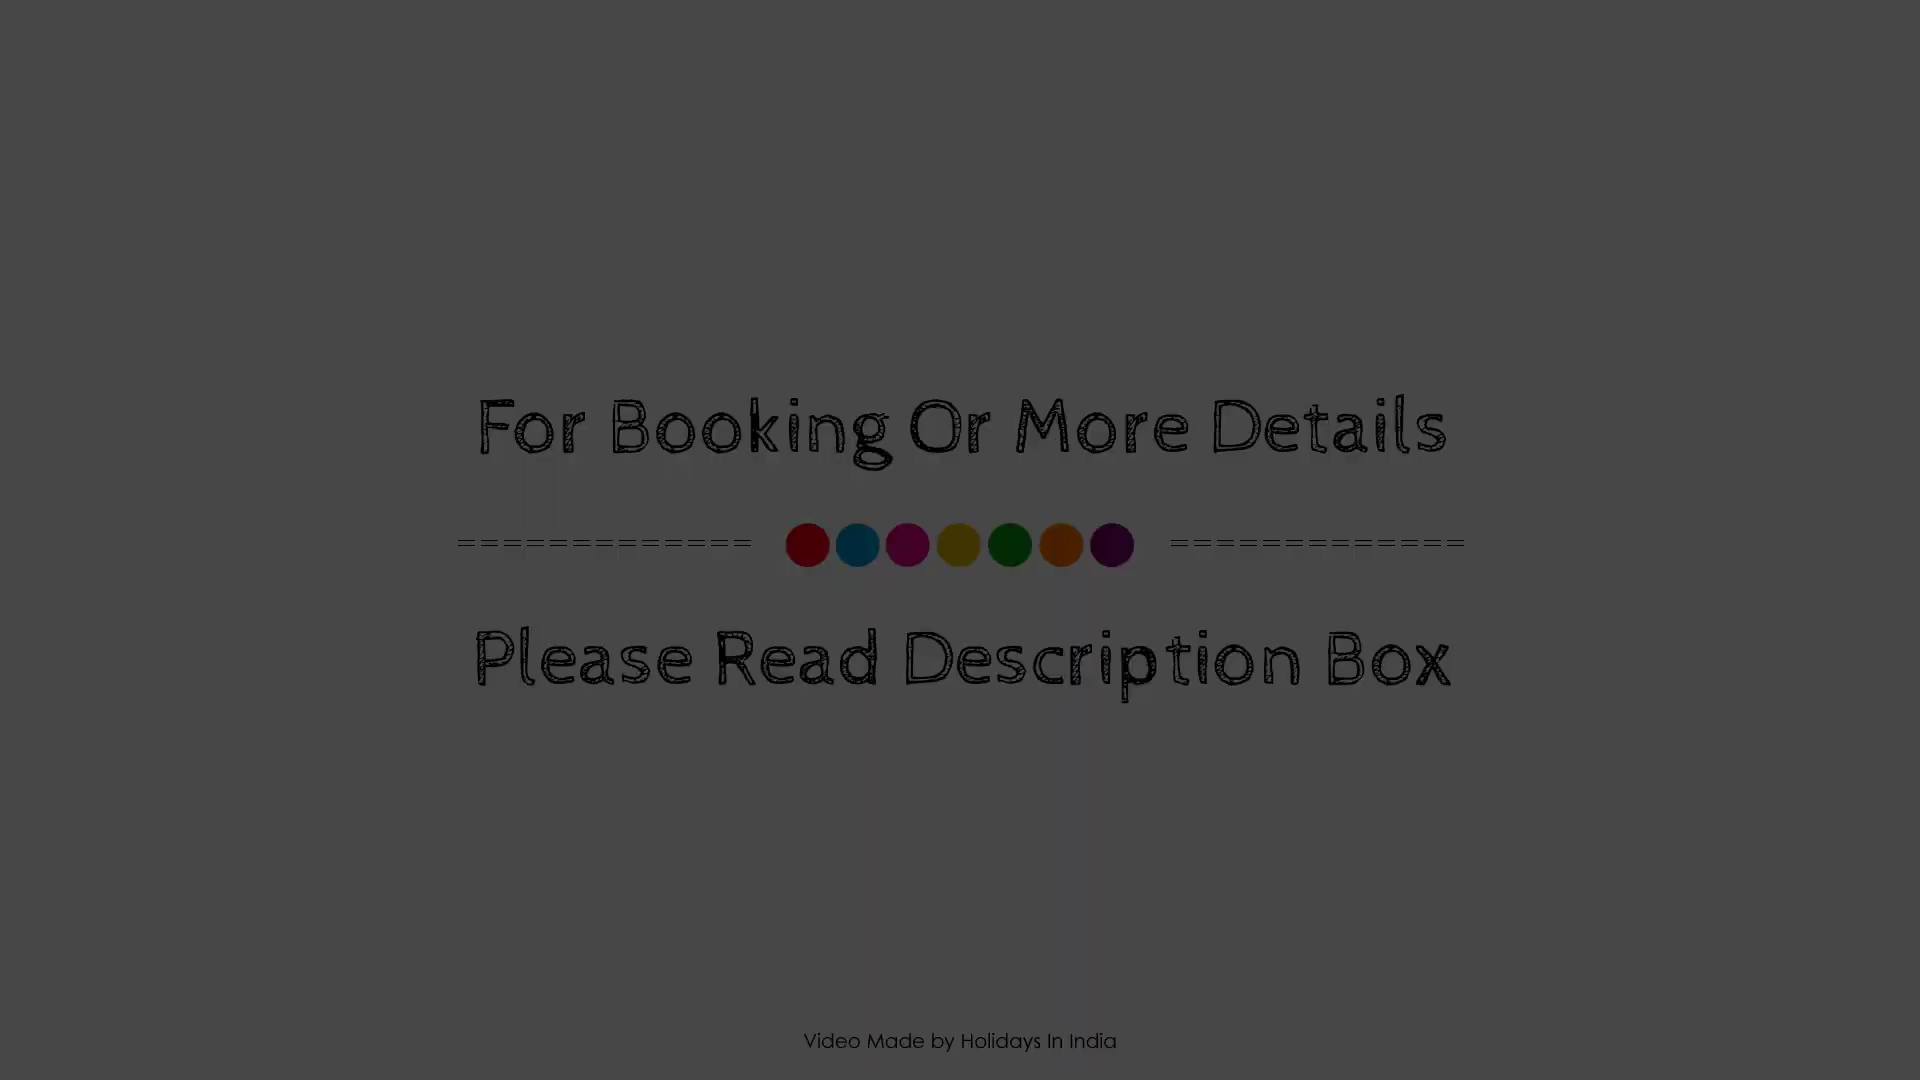 For Booking Or More Details
============= =============
Please Read Description Box
Video Made by Holidays In India